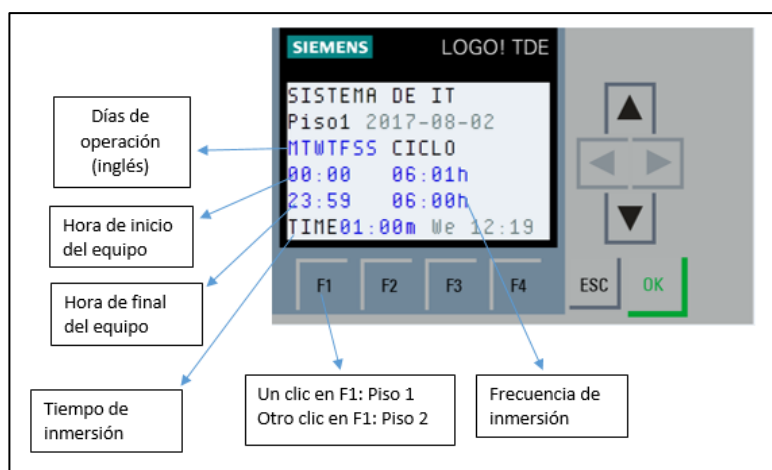 SIEMENS LOGO! TDE
SISTEMA DE IT
Piso1 2017-08-02
MTWTFSS CICLO
00:00 06:01h
23:59 06:00h
TIME01:00m We 12:19
F1 F2 F3 F4 ESC OK
Días de
operación
(inglés)
Hora de inicio
del equipo
Hora de final
del equipo
Tiempo de
inmersión
Un clic en F1: Piso 1
Otro clic en F1: Piso 2
Frecuencia de
inmersión